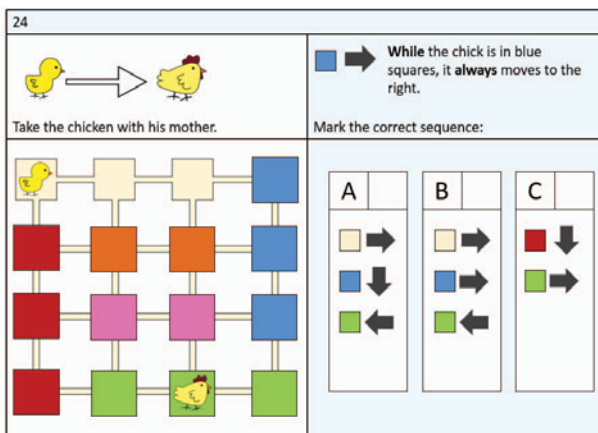 24
Take the chicken with his mother.
While the chick is in blue
squares, it always moves to the
right.
Mark the correct sequence:
A
B
C